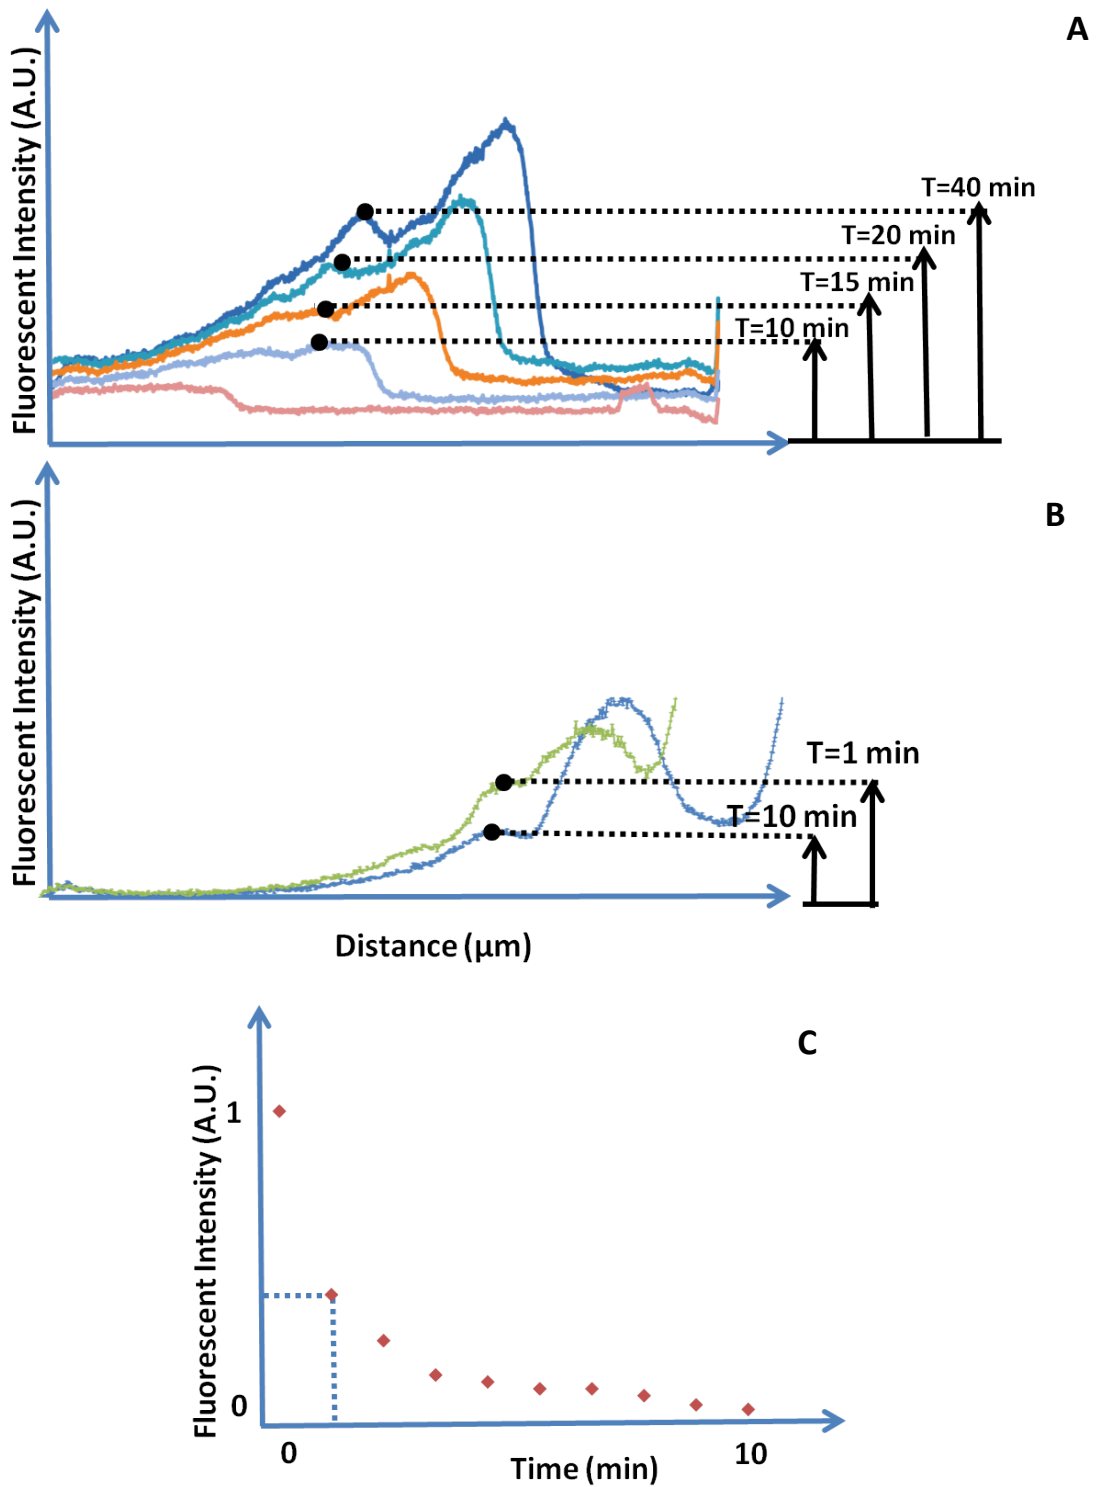 A
Fluorescent Intensity (A.U.)
T=40 min
T=20 min
T=15 min
T=10 min
B
Fluorescent Intensity (A.U.)
T=1 min
T=10 min
Distance (µm)
C
Fluorescent Intensity (A.U.)
1
0
0
10
Time (min)